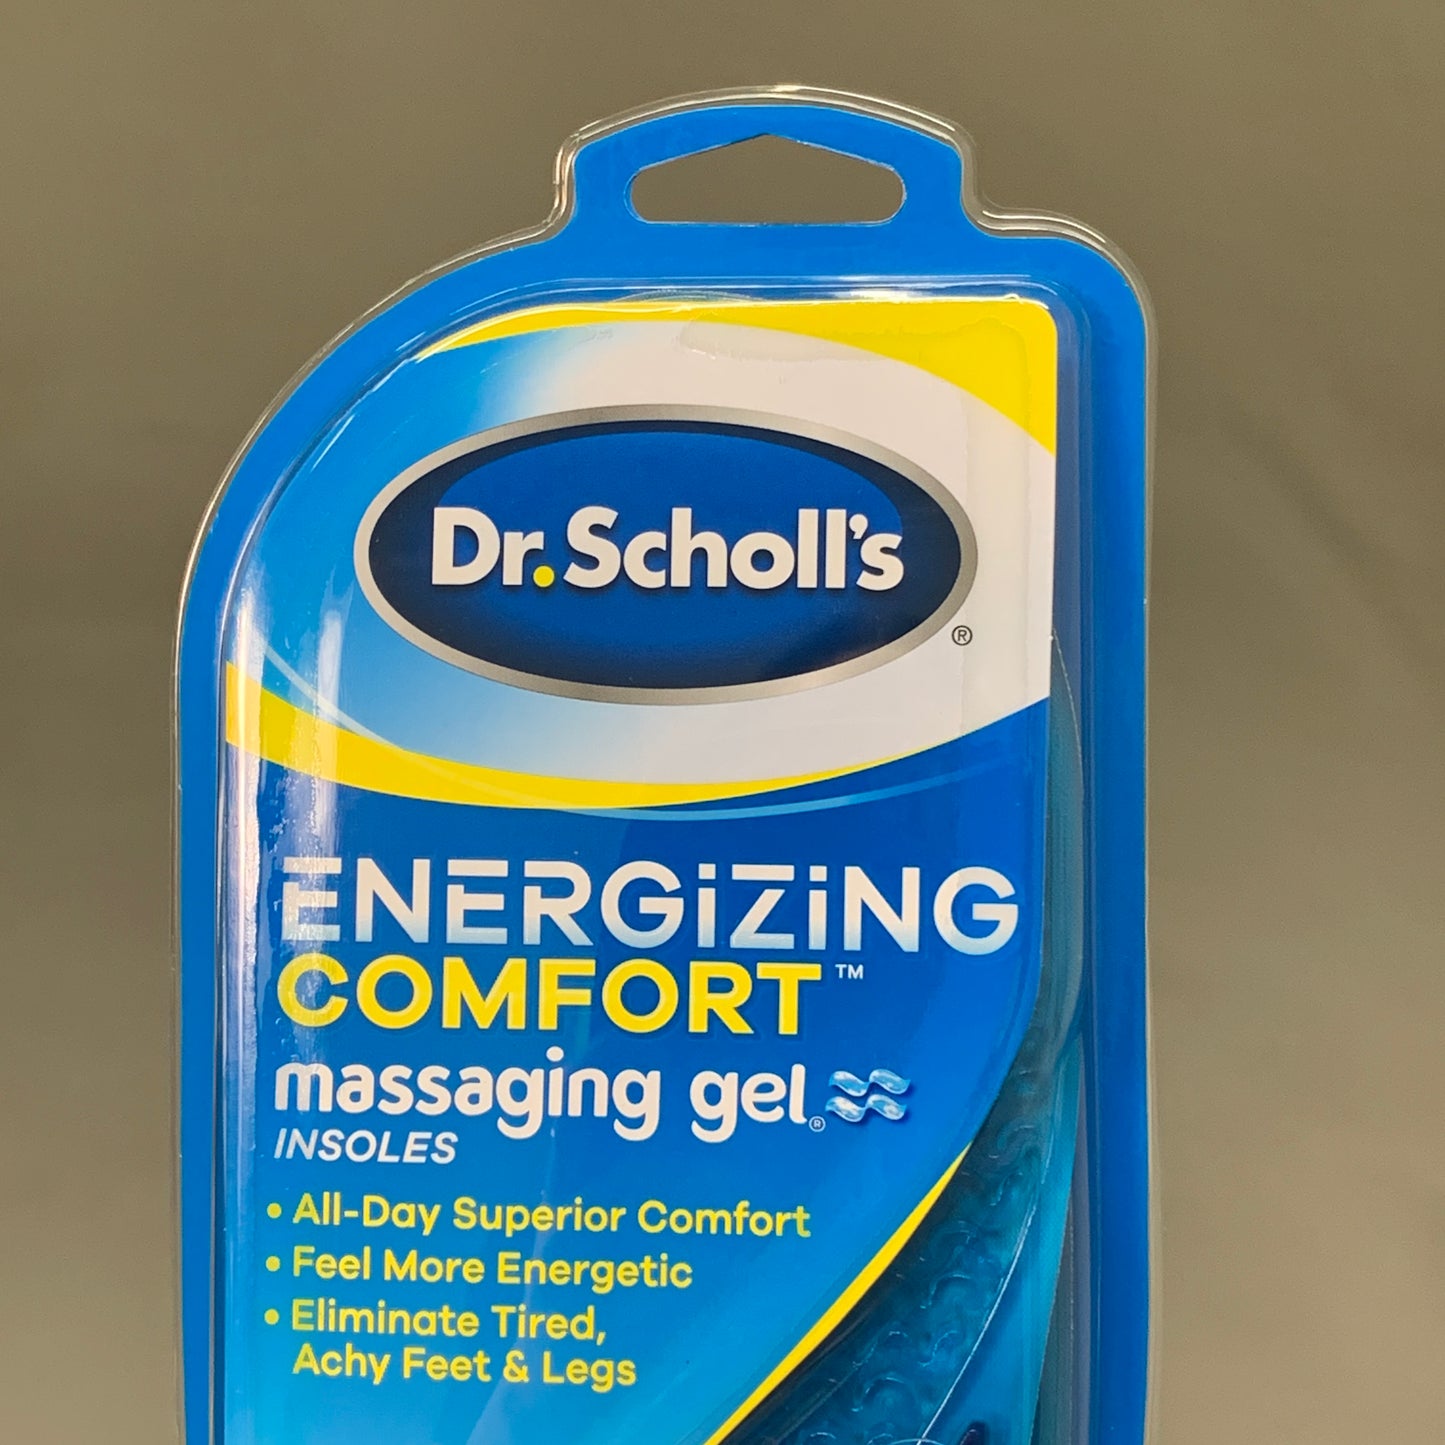 Dr. Scholl's
®
ENERGiZiNG
COMFORT™
massaging gel®
INSOLES
• All-Day Superior Comfort
• Feel More Energetic
• Eliminate Tired,
Achy Feet & Legs